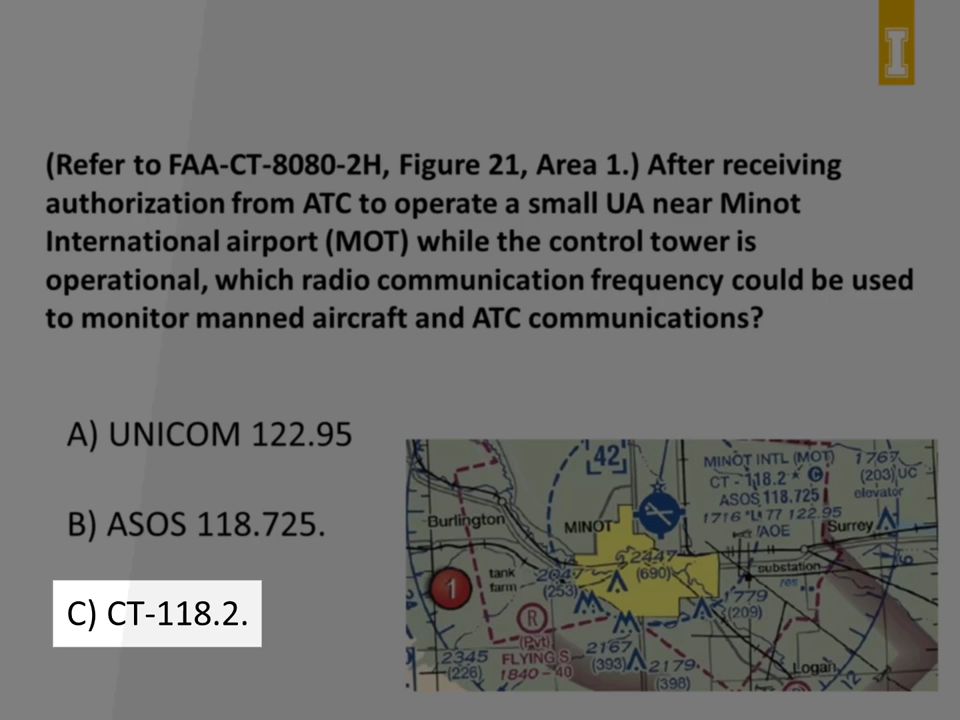 I
(Refer to FAA-CT-8080-2H, Figure 21, Area 1.) After receiving
authorization from ATC to operate a small UA near Minot
International airport (MOT) while the control tower is
operational, which radio communication frequency could be used
to monitor manned aircraft and ATC communications?
A) UNICOM 122.95
B) ASOS 118.725.
C) CT-118.2.
42
MINOT INTL (MOT)
CT - 118.2 * C
ASOS 118.725
1716 *L 77 122.95
AOE
1767
(203) UC
elevator
Burlington
MINOT
Surrey
2447
(690)
substation
tank
farm
2047
(253)
1
1779
(209)
R
(Pvt)
FLYING S
1840 - 40
2345
(226)
2167
(393)
2179
(398)
Logan
12